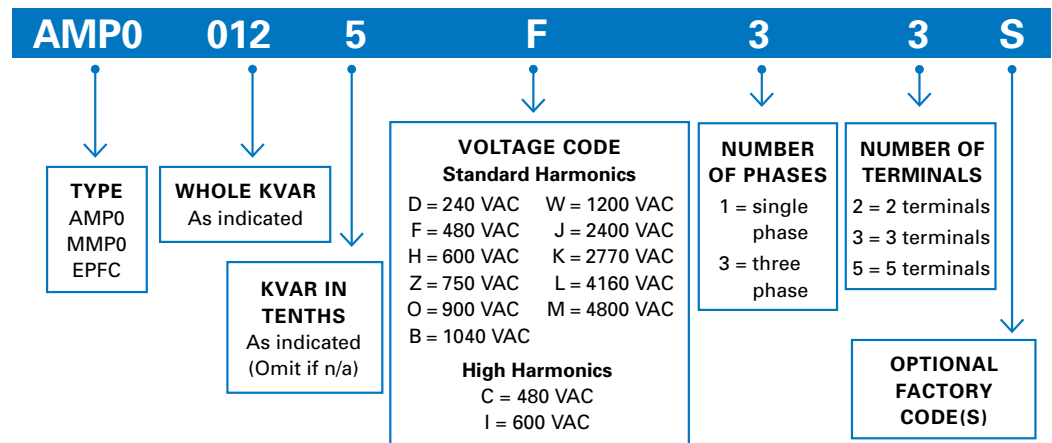 AMP0 012 5 F 3 3 S
TYPE
AMP0
MMP0
EPFC
WHOLE KVAR
As indicated
KVAR IN
TENTHS
As indicated
(Omit if n/a)
VOLTAGE CODE
Standard Harmonics
D = 240 VAC W = 1200 VAC
F = 480 VAC J = 2400 VAC
H = 600 VAC K = 2770 VAC
Z = 750 VAC L = 4160 VAC
O = 900 VAC M = 4800 VAC
B = 1040 VAC
High Harmonics
C = 480 VAC
I = 600 VAC
NUMBER
OF PHASES
1 = single
phase
3 = three
phase
NUMBER OF
TERMINALS
2 = 2 terminals
3 = 3 terminals
5 = 5 terminals
OPTIONAL
FACTORY
CODE(S)